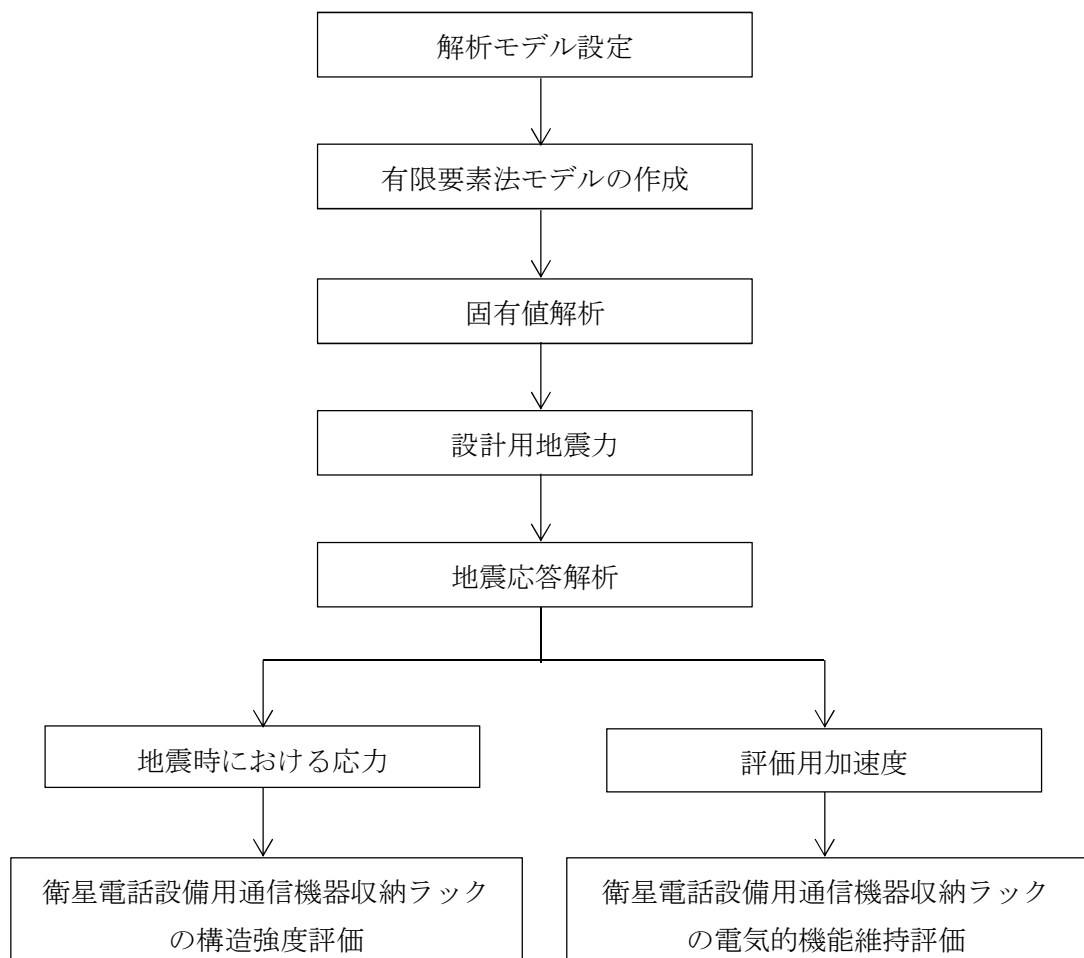 解析モデル設定
有限要素法モデルの作成
固有値解析
設計用地震力
地震応答解析
地震時における応力
評価用加速度
衛星電話設備用通信機器収納ラック
の構造強度評価
衛星電話設備用通信機器収納ラック
の電気的機能維持評価